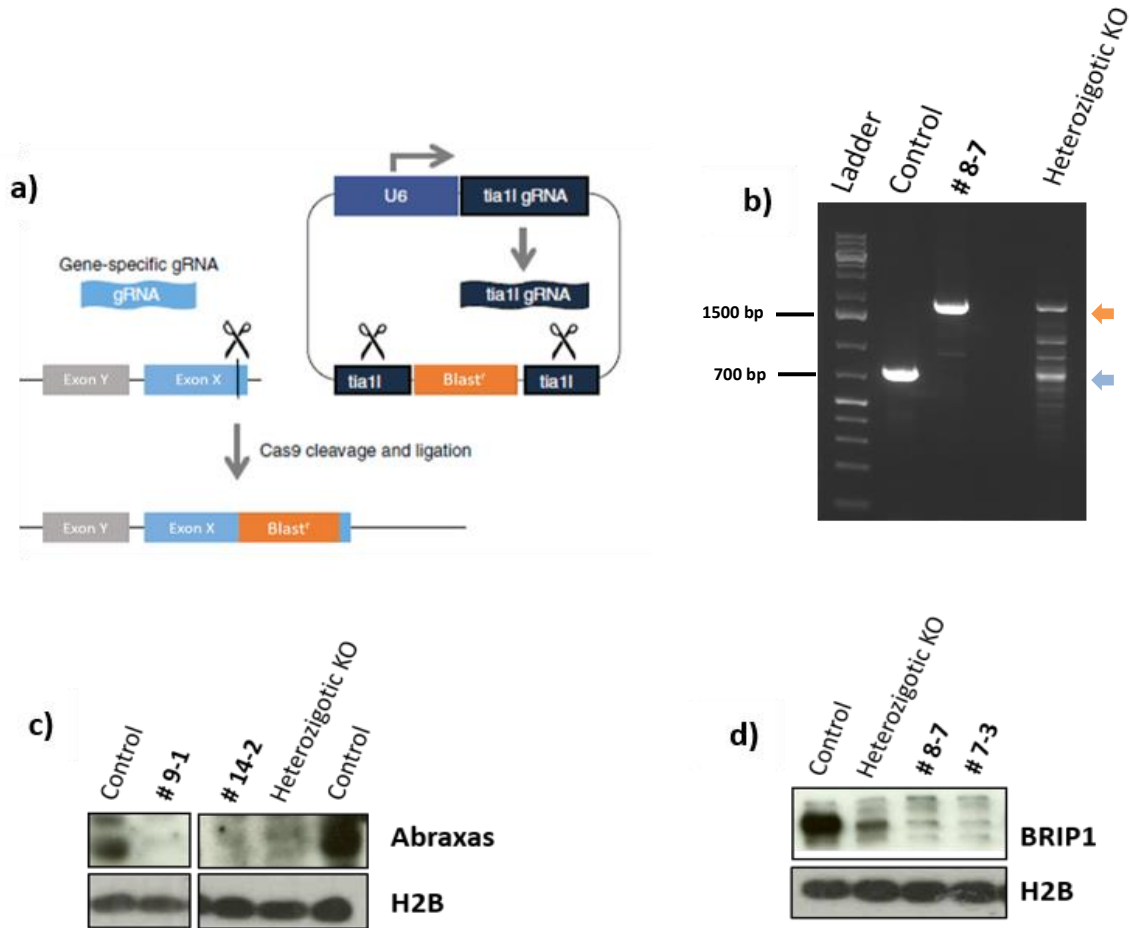 a)
Gene-specific gRNA
gRNA
Exon Y
Exon X
U6
tia1l gRNA
tia1l gRNA
tia1l
Blastʳ
tia1l
Cas9 cleavage and ligation
Exon Y
Exon X
Blastʳ
b)
Ladder
Control
# 8-7
Heterozigotic KO
1500 bp
700 bp
c)
Control
# 9-1
# 14-2
Heterozigotic KO
Control
Abraxas
H2B
d)
Control
Heterozigotic KO
# 8-7
# 7-3
BRIP1
H2B